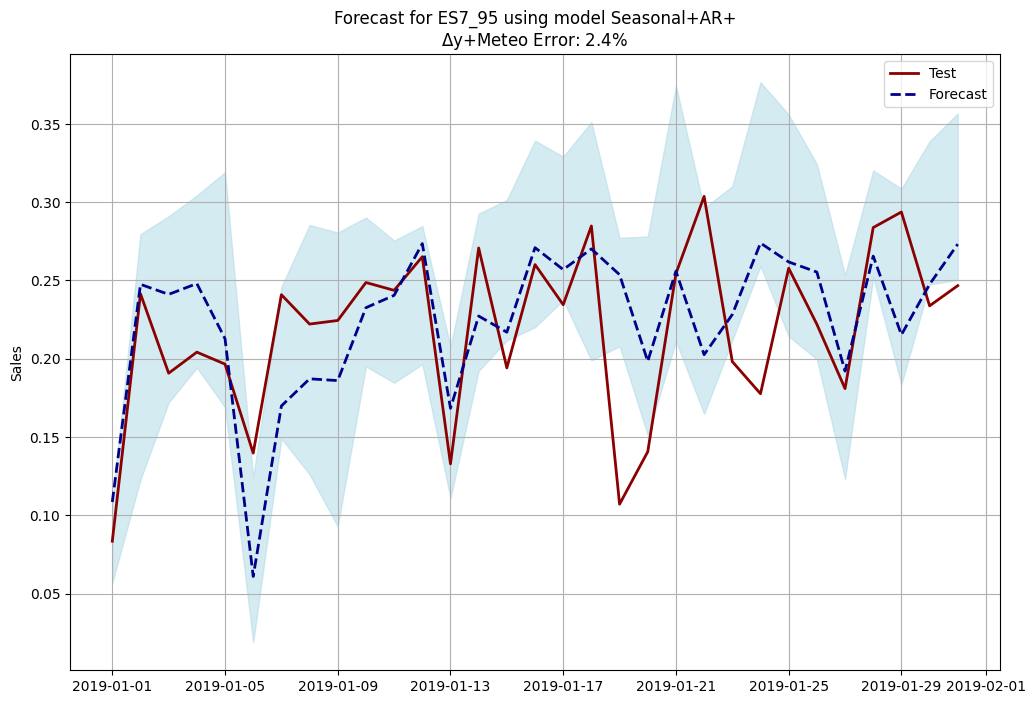 Forecast for ES7_95 using model Seasonal+AR+
Δy+Meteo Error: 2.4%
Test
Forecast
Sales
0.35
0.30
0.25
0.20
0.15
0.10
0.05
2019-01-01 2019-01-05 2019-01-09 2019-01-13 2019-01-17 2019-01-21 2019-01-25 2019-01-29 2019-02-01